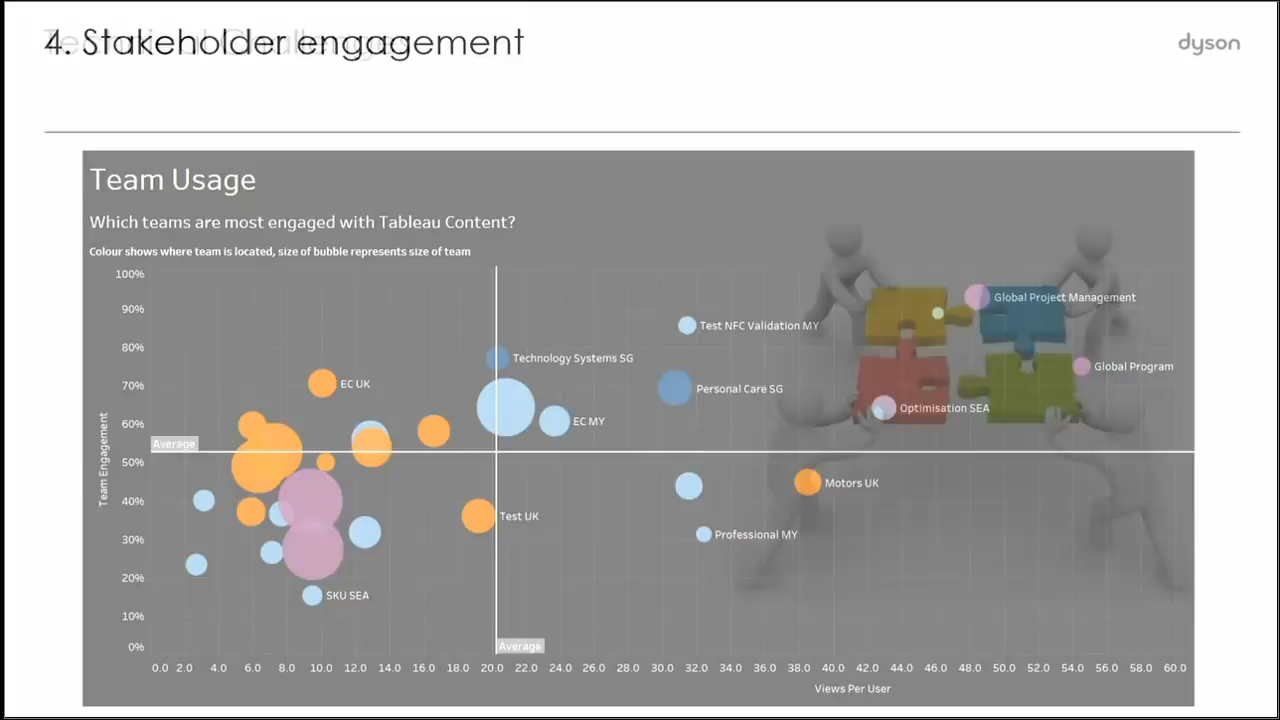 4. Stakeholder engagement
dyson
Team Usage
Which teams are most engaged with Tableau Content?
Colour shows where team is located, size of bubble represents size of team
100%
90%
80%
70%
60%
50%
40%
30%
20%
10%
0%
Team Engagement
Average
Global Project Management
Test NFC Validation MY
Technology Systems SG
Global Program
EC UK
Personal Care SG
Optimisation SEA
EC MY
Motors UK
Test UK
Professional MY
SKU SEA
Average
0.0 2.0 4.0 6.0 8.0 10.0 12.0 14.0 16.0 18.0 20.0 22.0 24.0 26.0 28.0 30.0 32.0 34.0 36.0 38.0 40.0 42.0 44.0 46.0 48.0 50.0 52.0 54.0 56.0 58.0 60.0
Views Per User